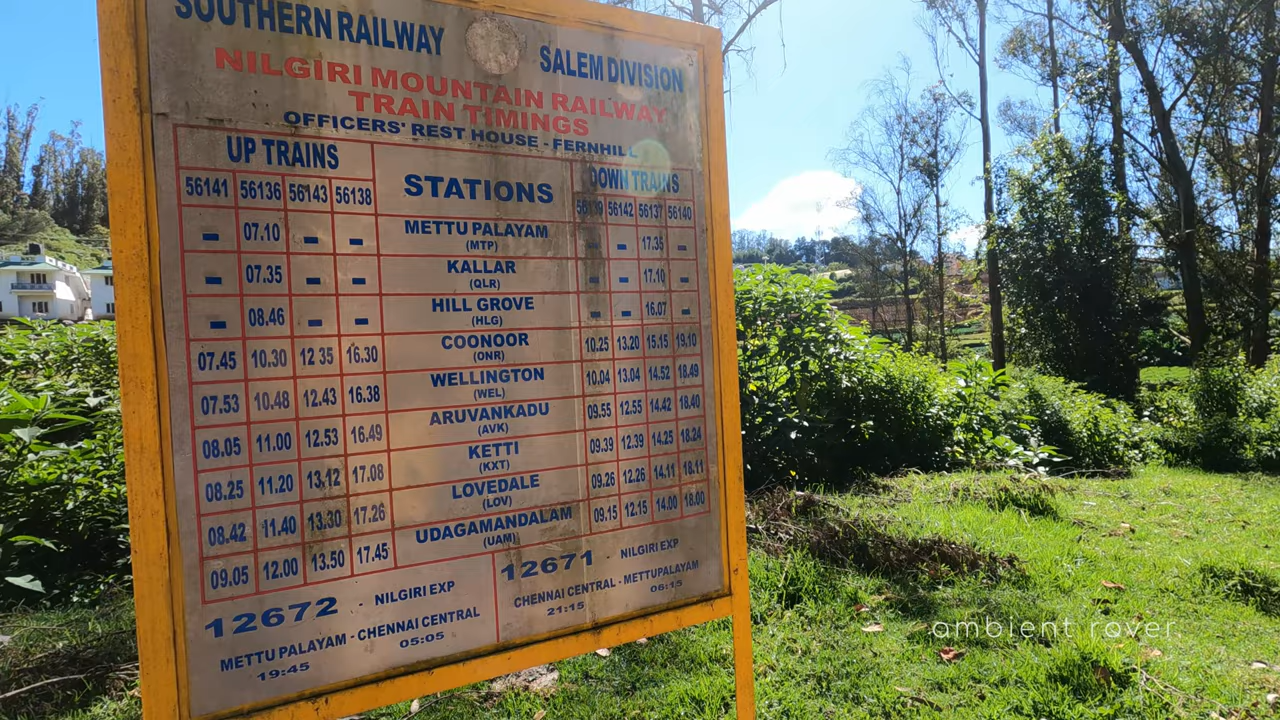 SOUTHERN RAILWAY SALEM DIVISION
NILGIRI MOUNTAIN RAILWAY
TRAIN TIMINGS
OFFICERS' REST HOUSE - FERNHILL
UP TRAINS STATIONS DOWN TRAINS
56141 56136 56143 56138 56139 56142 56137 56140
- 07.10 - - METTU PALAYAM (MTP) - - 17.35 -
- 07.35 - - KALLAR (QLR) - - 17.10 -
- 08.46 - - HILL GROVE (HLG) - - 16.07 -
07.45 10.30 12 35 16.30 COONOOR (ONR) 10.25 13.20 15.15 19.10
07.53 10.48 12.43 16.38 WELLINGTON (WEL) 10.04 13.04 14.52 18.49
08.05 11.00 12.53 16.49 ARUVANKADU (AVK) 09.55 12.55 14.42 18.40
08.25 11.20 13.12 17.08 KETTI (KXT) 09.39 12.39 14.25 18.24
08.42 11.40 13.30 17.26 LOVEDALE (LOV) 09.26 12.26 14.11 18.11
09.05 12.00 13.50 17.45 UDAGAMANDALAM (UAM) 09.15 12.15 14.00 18.00
12672 - NILGIRI EXP
METTU PALAYAM - CHENNAI CENTRAL
19:45 05:05
12671 - NILGIRI EXP
CHENNAI CENTRAL - METTUPALAYAM
21:15 06:15
ambient rover